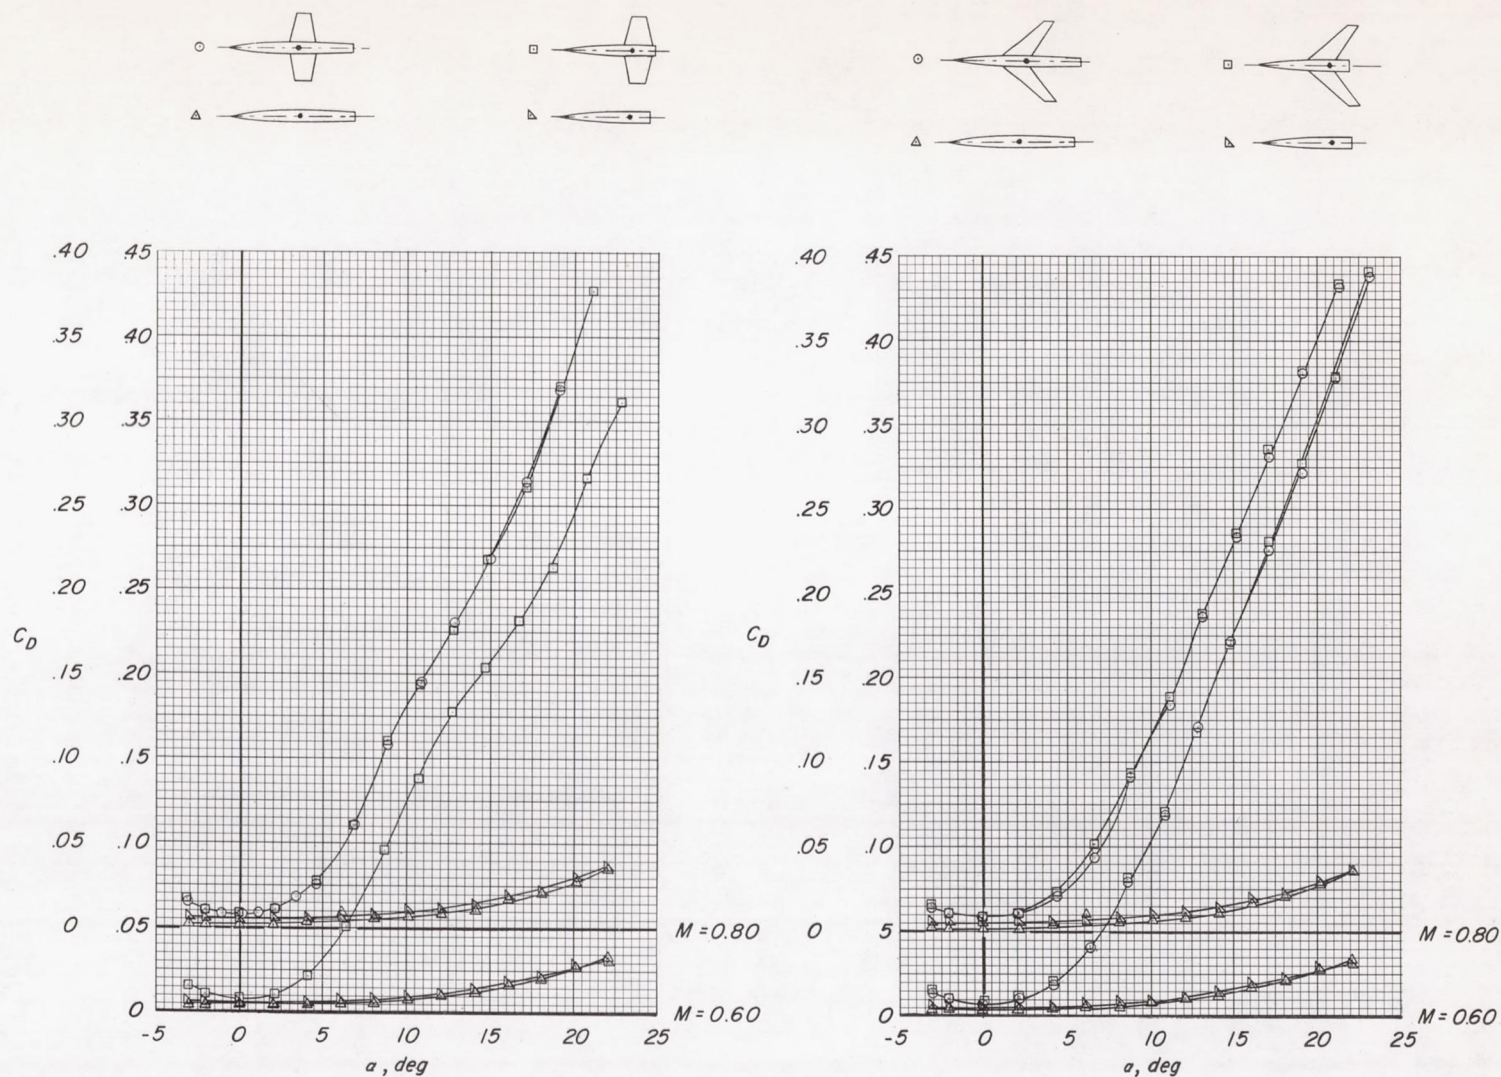 .40 .45 .40 .45
.35 .40 .35 .40
.30 .35 .30 .35
.25 .30 .25 .30
.20 .25 .20 .25
C_D C_D
.15 .20 .15 .20
.10 .15 .10 .15
.05 .10 .05 .10
0 .05 M = 0.80 0 5 M = 0.80
0 M = 0.60 0 M = 0.60
-5 0 5 10 15 20 25 -5 0 5 10 15 20 25
α, deg α, deg